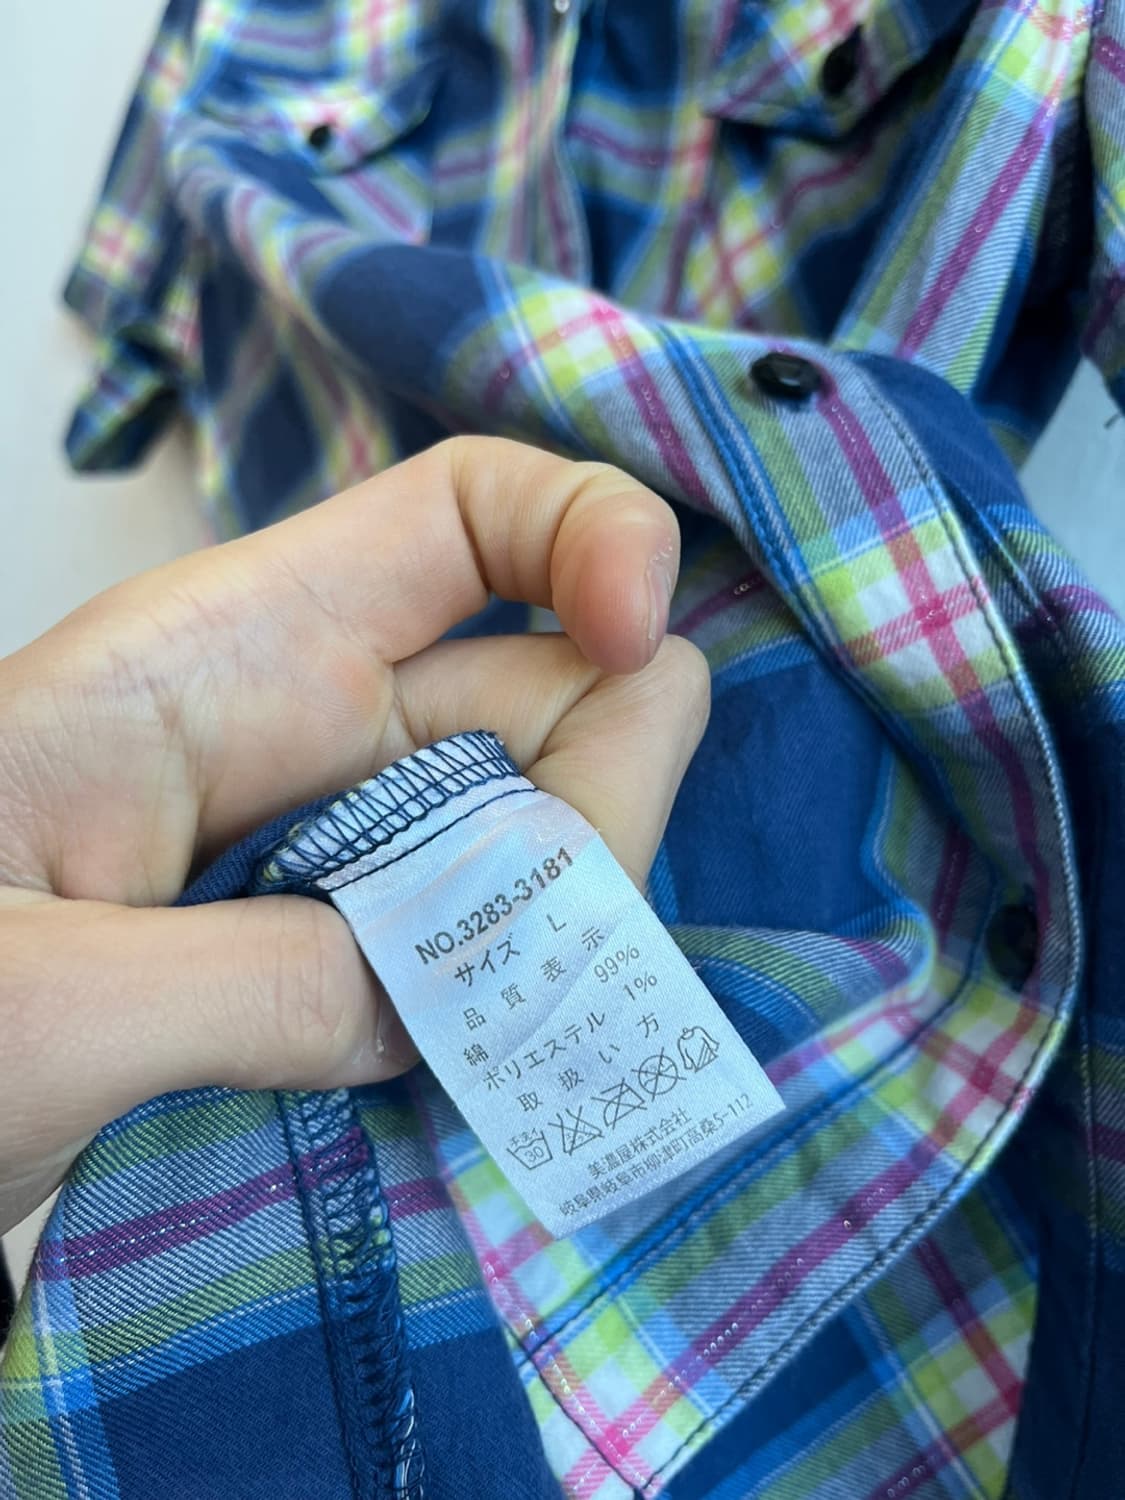 NO.3283-3181
サイズ L
品質表示
綿 99%
ポリエステル 1%
取扱い方
30
美濃屋株式会社
岐阜県岐阜市柳津町高桑5-112